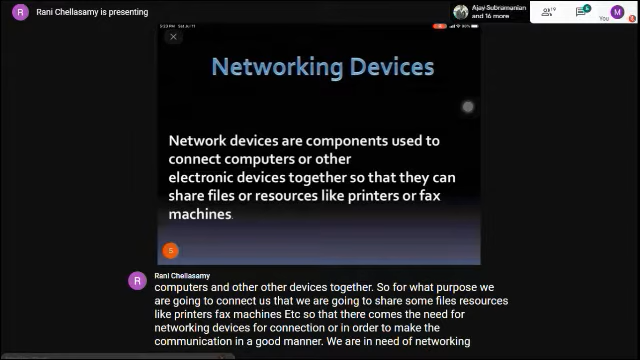 R Rani Chellasamy is presenting
Ajay Subramanian
and 16 more
19
6
You
M
Networking Devices
Network devices are components used to
connect computers or other
electronic devices together so that they can
share files or resources like printers or fax
machines.
S
R Rani Chellasamy
computers and other other devices together. So for what purpose we
are going to connect us that we are going to share some files resources
like printers fax machines Etc so that there comes the need for
networking devices for connection or in order to make the
communication in a good manner. We are in need of networking